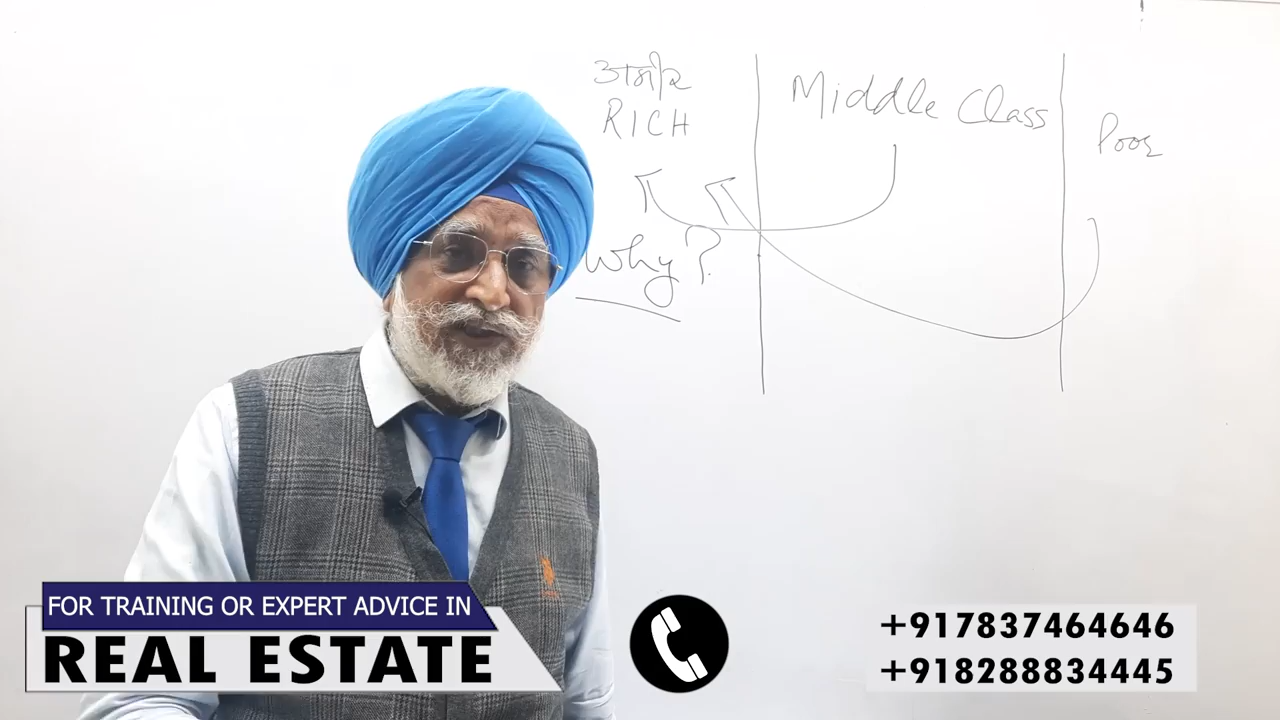 अमीर
RICH
Middle Class
Poor
Why?
FOR TRAINING OR EXPERT ADVICE IN
REAL ESTATE
+917837464646
+918288834445